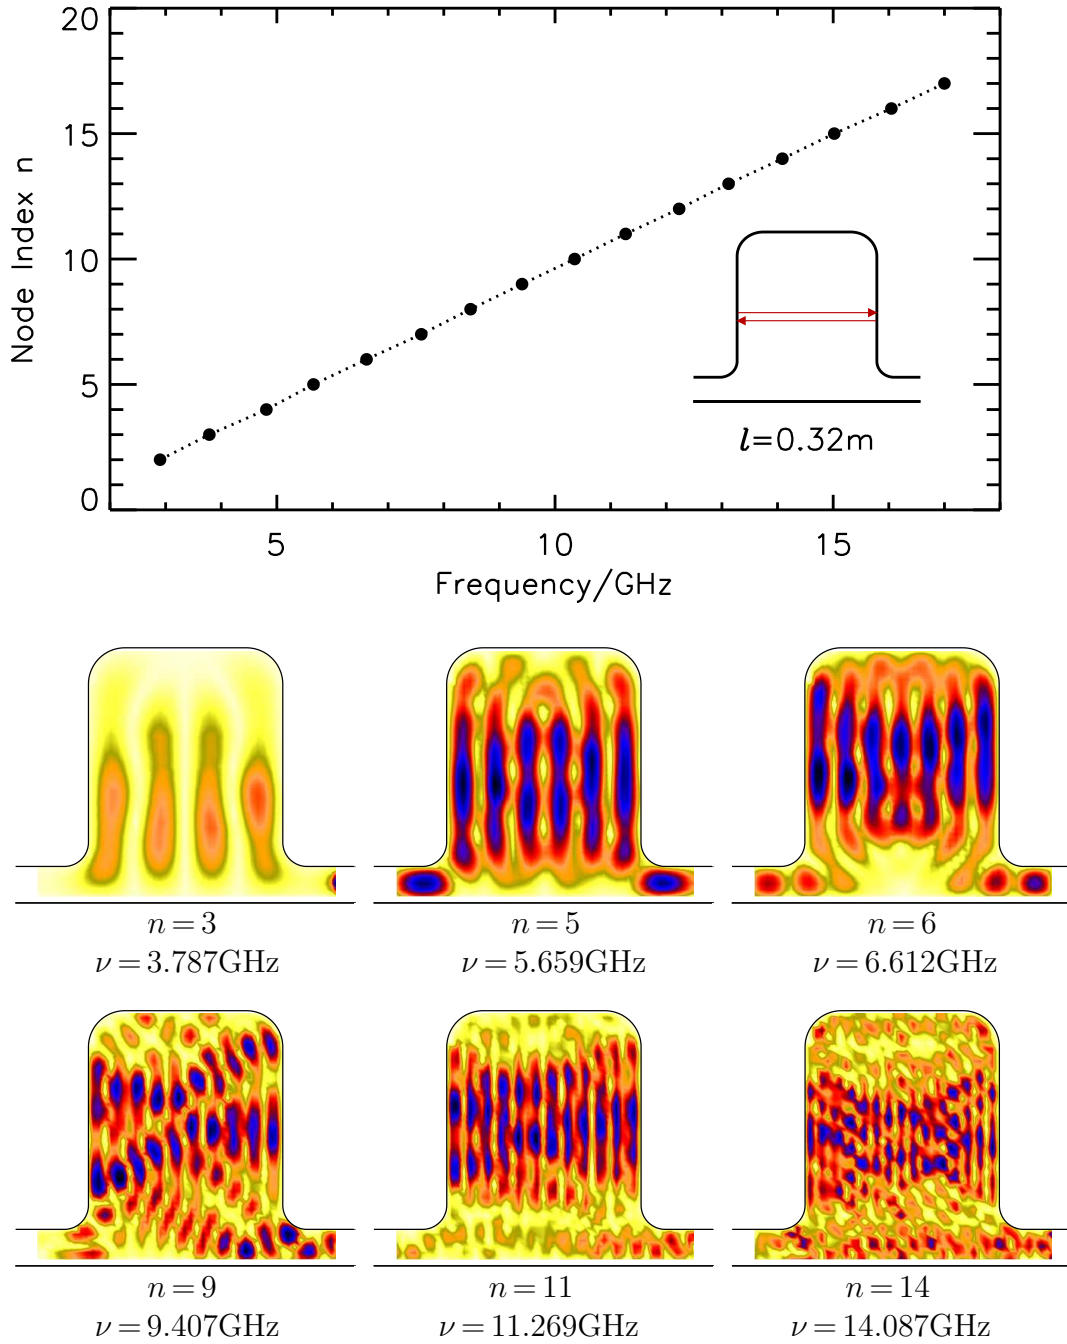 20
15
10
5
0
Node Index n
l=0.32m
5 10 15
Frequency/GHz
n = 3 n = 5 n = 6
ν = 3.787GHz ν = 5.659GHz ν = 6.612GHz
n = 9 n = 11 n = 14
ν = 9.407GHz ν = 11.269GHz ν = 14.087GHz